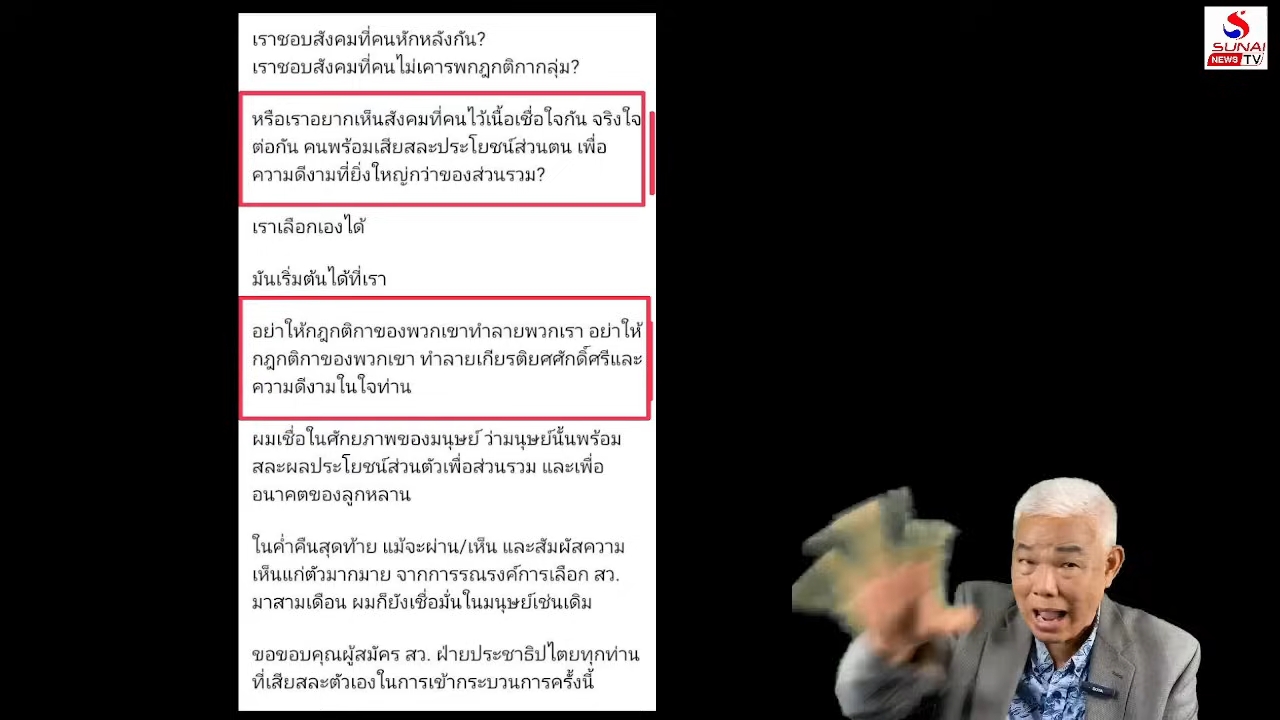 เราชอบสังคมที่คนหักหลังกัน?
เราชอบสังคมที่คนไม่เคารพกฎกติกากลุ่ม?
หรือเราอยากเห็นสังคมที่คนไว้เนื้อเชื่อใจกัน จริงใจ
ต่อกัน คนพร้อมเสียสละประโยชน์ส่วนตน เพื่อ
ความดีงามที่ยิ่งใหญ่กว่าของส่วนรวม?
เราเลือกเองได้
มันเริ่มต้นได้ที่เรา
อย่าให้กฎกติกาของพวกเขาทำลายพวกเรา อย่าให้
กฎกติกาของพวกเขา ทำลายเกียรติยศศักดิ์ศรีและ
ความดีงามในใจท่าน
ผมเชื่อในศักยภาพของมนุษย์ ว่ามนุษย์นั้นพร้อม
สละผลประโยชน์ส่วนตัวเพื่อส่วนรวม และเพื่อ
อนาคตของลูกหลาน
ในค่ำคืนสุดท้าย แม้จะผ่าน/เห็น และสัมผัสความ
เห็นแก่ตัวมากมาย จากการรณรงค์การเลือก สว.
มาสามเดือน ผมก็ยังเชื่อมั่นในมนุษย์เช่นเดิม
ขอขอบคุณผู้สมัคร สว. ฝ่ายประชาธิปไตยทุกท่าน
ที่เสียสละตัวเองในการเข้ากระบวนการครั้งนี้
SUNAI
NEWS TV